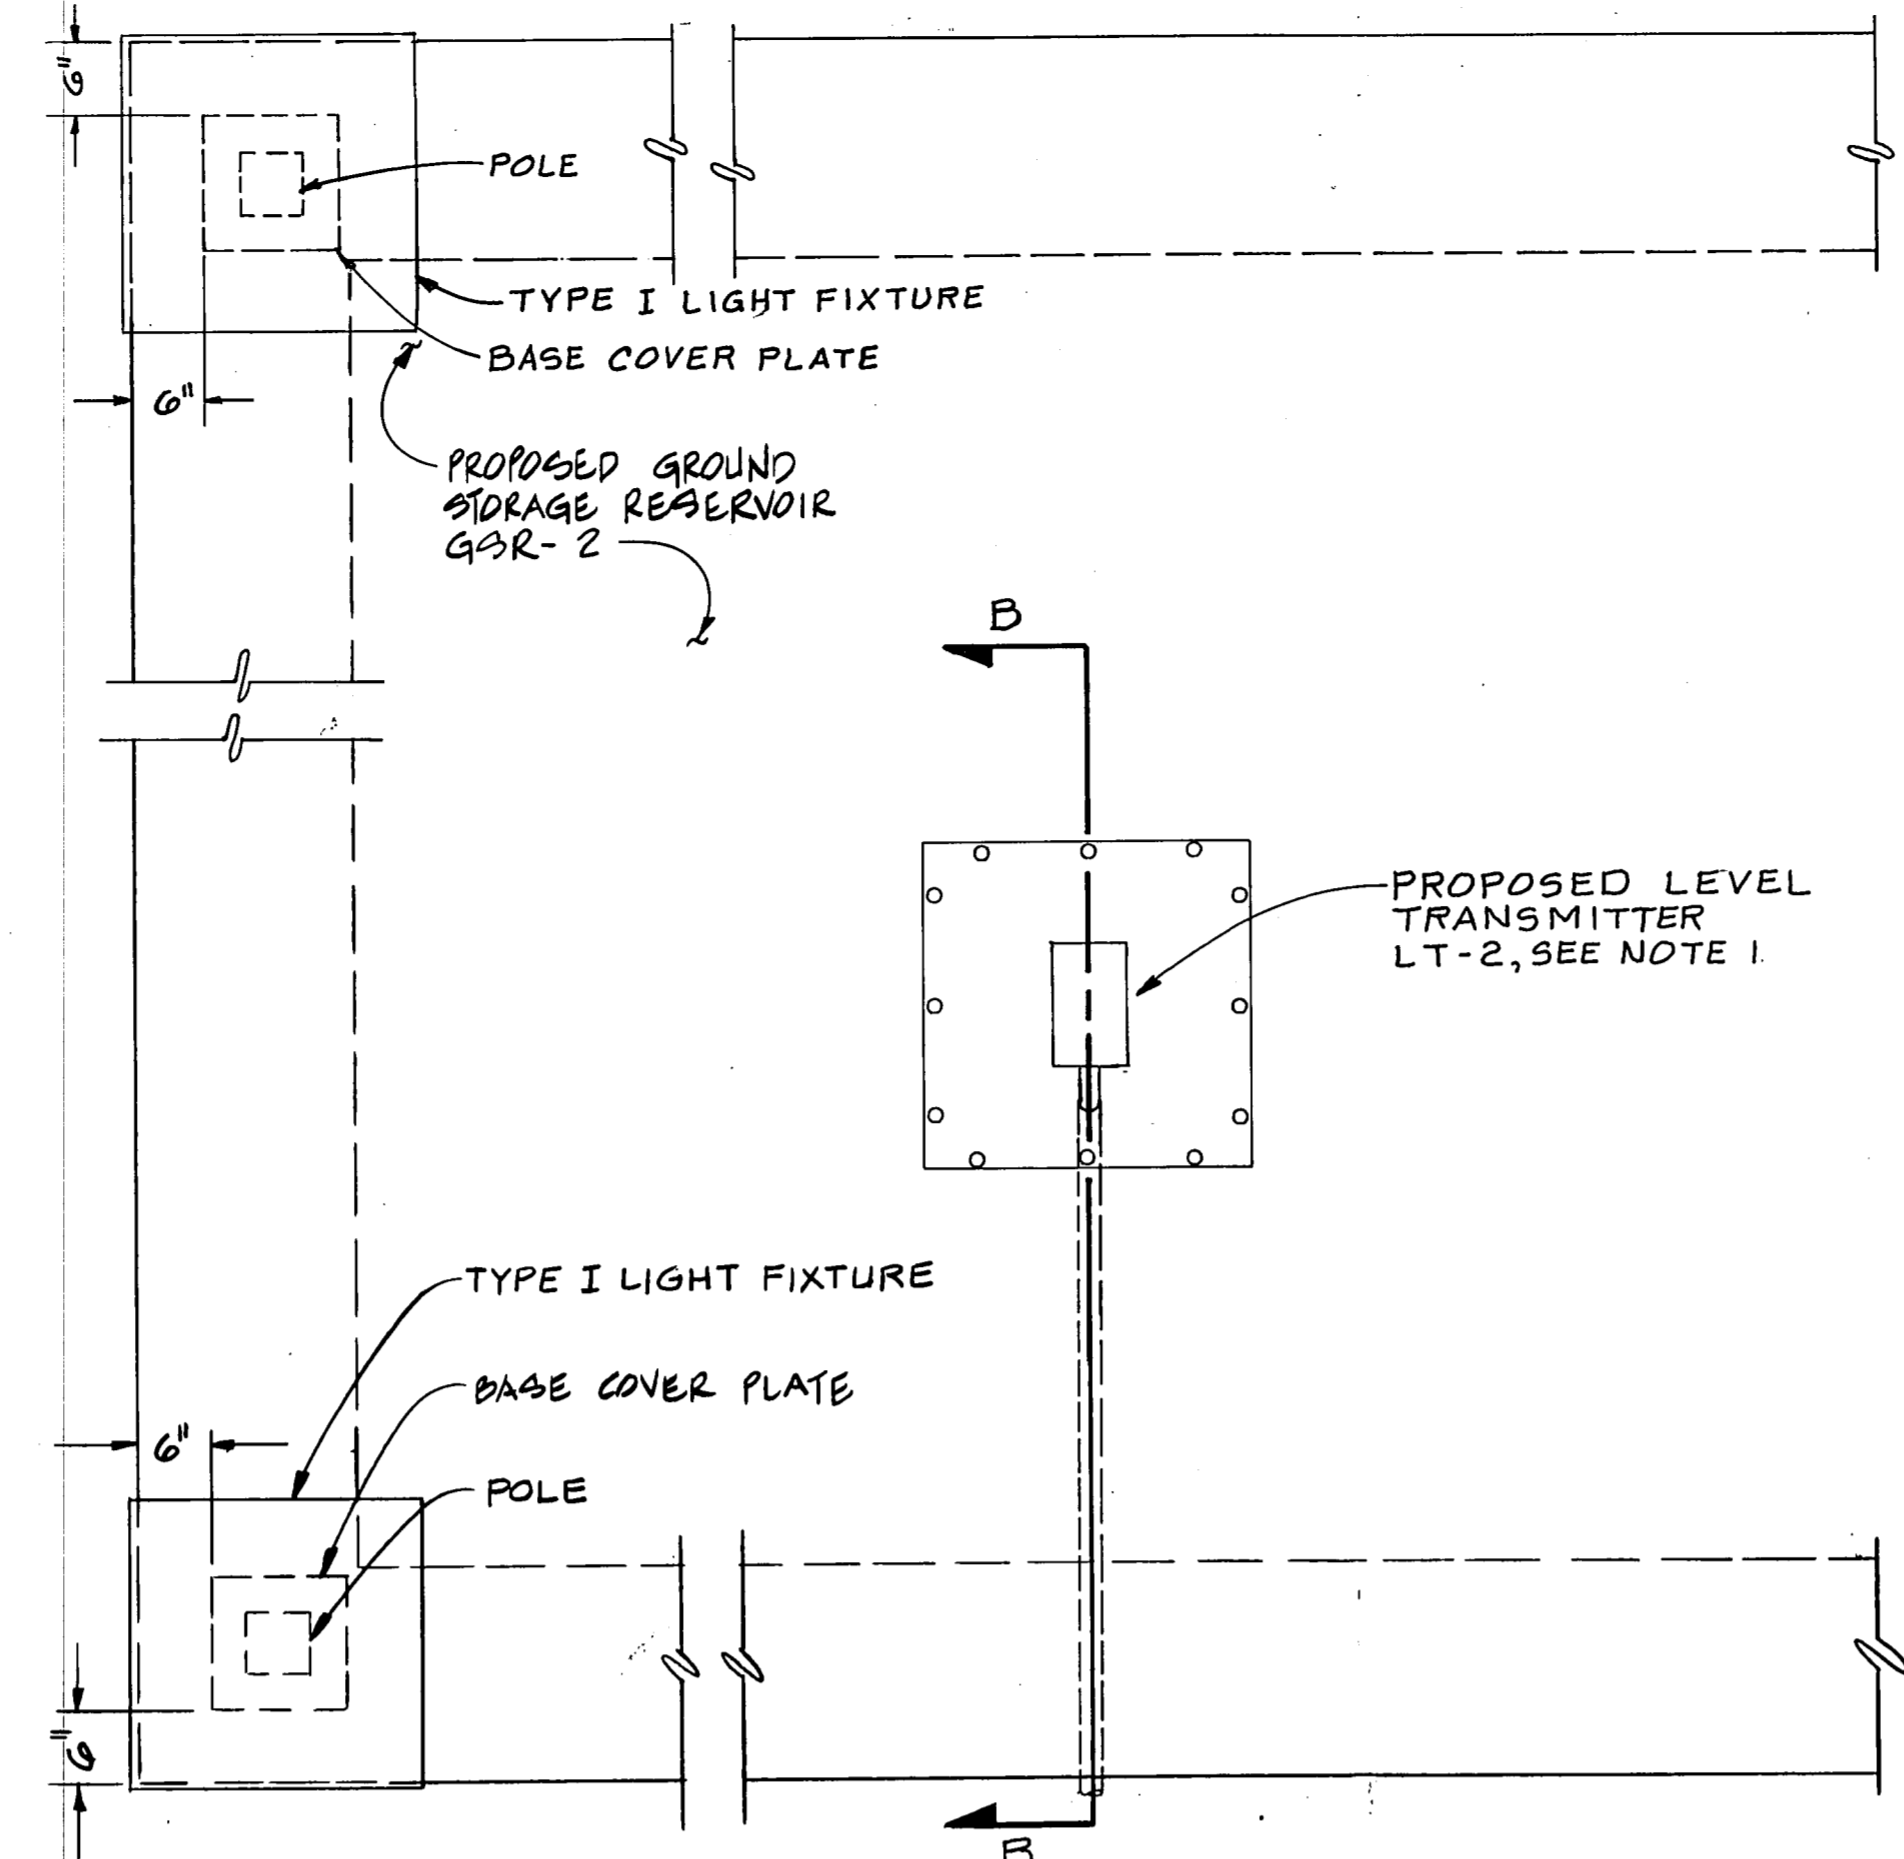 6"
POLE
TYPE I LIGHT FIXTURE
BASE COVER PLATE
6"
PROPOSED GROUND
STORAGE RESERVOIR
GSR-2
B
PROPOSED LEVEL
TRANSMITTER
LT-2, SEE NOTE 1.
TYPE I LIGHT FIXTURE
BASE COVER PLATE
6"
POLE
6"
B